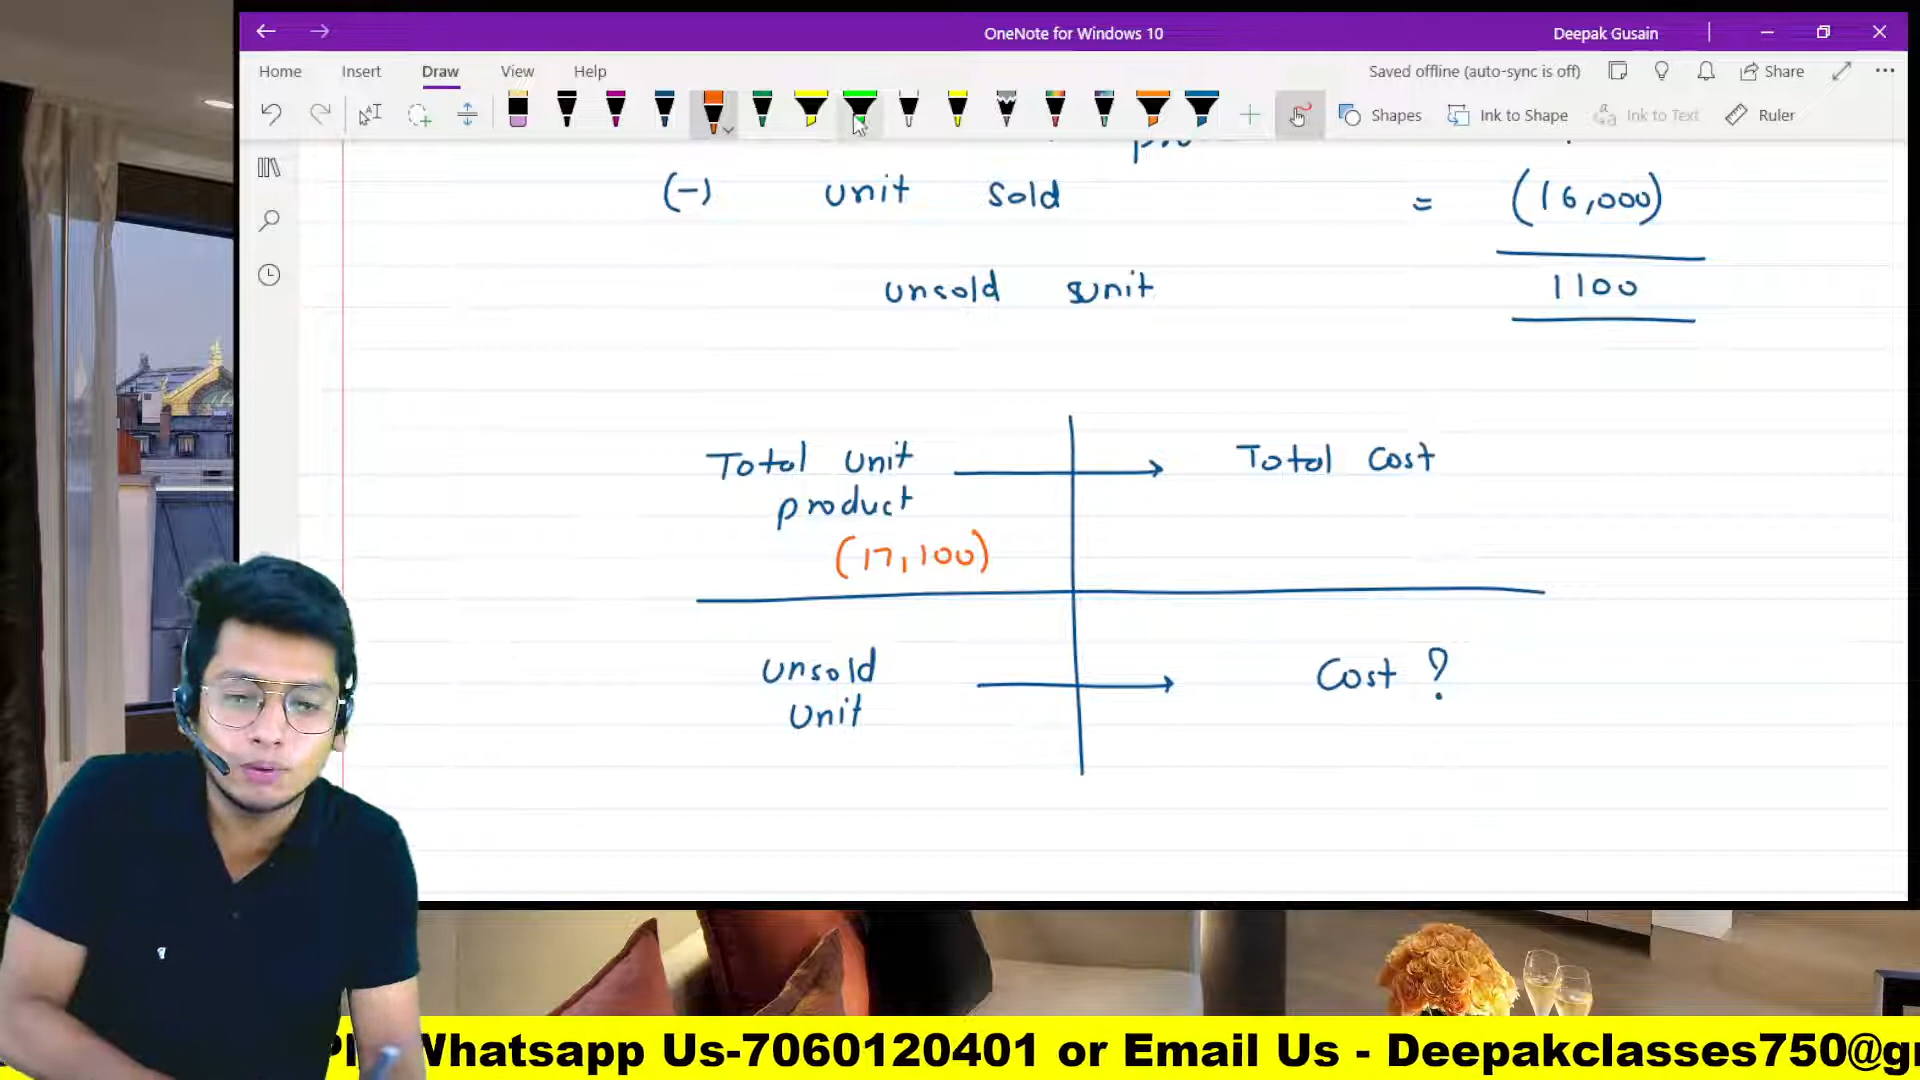 OneNote for Windows 10
Deepak Gusain
Home Insert Draw View Help
Saved offline (auto-sync is off)
Share
Shapes Ink to Shape Ink to Text Ruler
(-) unit sold = (16,000)
unsold unit 1100
Total unit Total Cost
product
(17,100)
unsold Cost ?
unit
Whatsapp Us-7060120401 or Email Us - Deepakclasses750@g